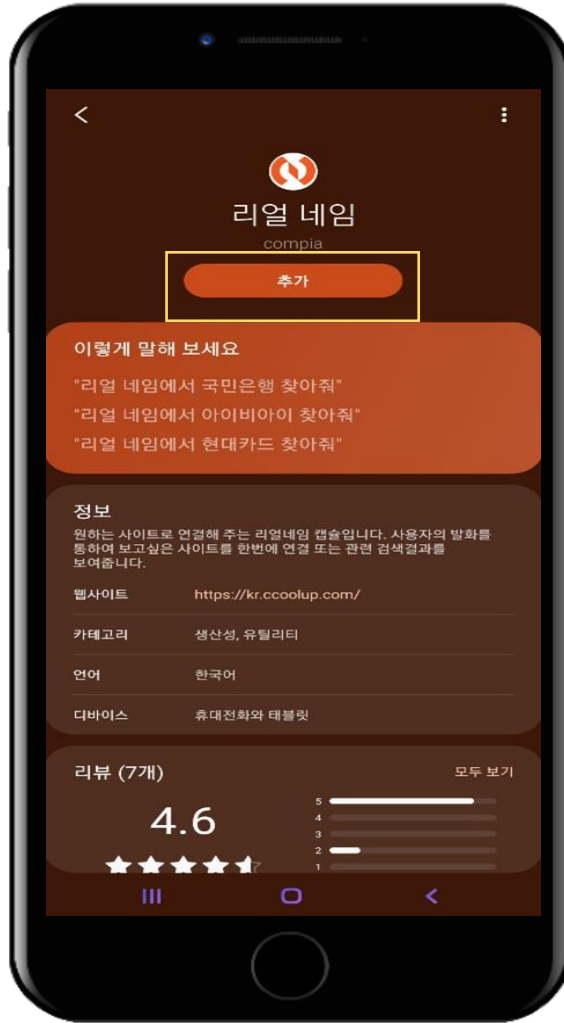 리얼 네임
compia
추가
이렇게 말해 보세요
"리얼 네임에서 국민은행 찾아줘"
"리얼 네임에서 아이비아이 찾아줘"
"리얼 네임에서 현대카드 찾아줘"
정보
원하는 사이트로 연결해 주는 리얼네임 캡슐입니다. 사용자의 발화를
통하여 보고싶은 사이트를 한번에 연결 또는 관련 검색결과를
보여줍니다.
웹사이트 https://kr.ccoolup.com/
카테고리 생산성, 유틸리티
언어 한국어
디바이스 휴대전화와 태블릿
리뷰 (7개) 모두 보기
4.6
5
4
3
2
1